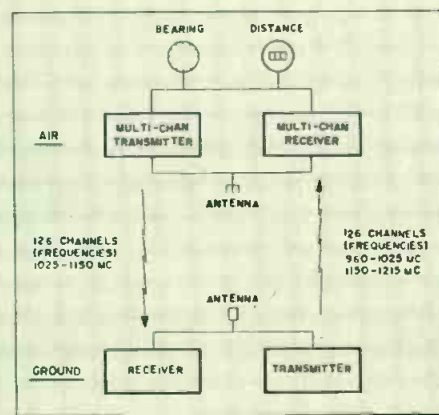 BEARING
DISTANCE
AIR
MULTI-CHAN
TRANSMITTER
MULTI-CHAN
RECEIVER
ANTENNA
126 CHANNELS
(FREQUENCIES)
1025-1150 MC
126 CHANNELS
(FREQUENCIES)
960-1025 MC
1150-1215 MC
ANTENNA
GROUND
RECEIVER
TRANSMITTER